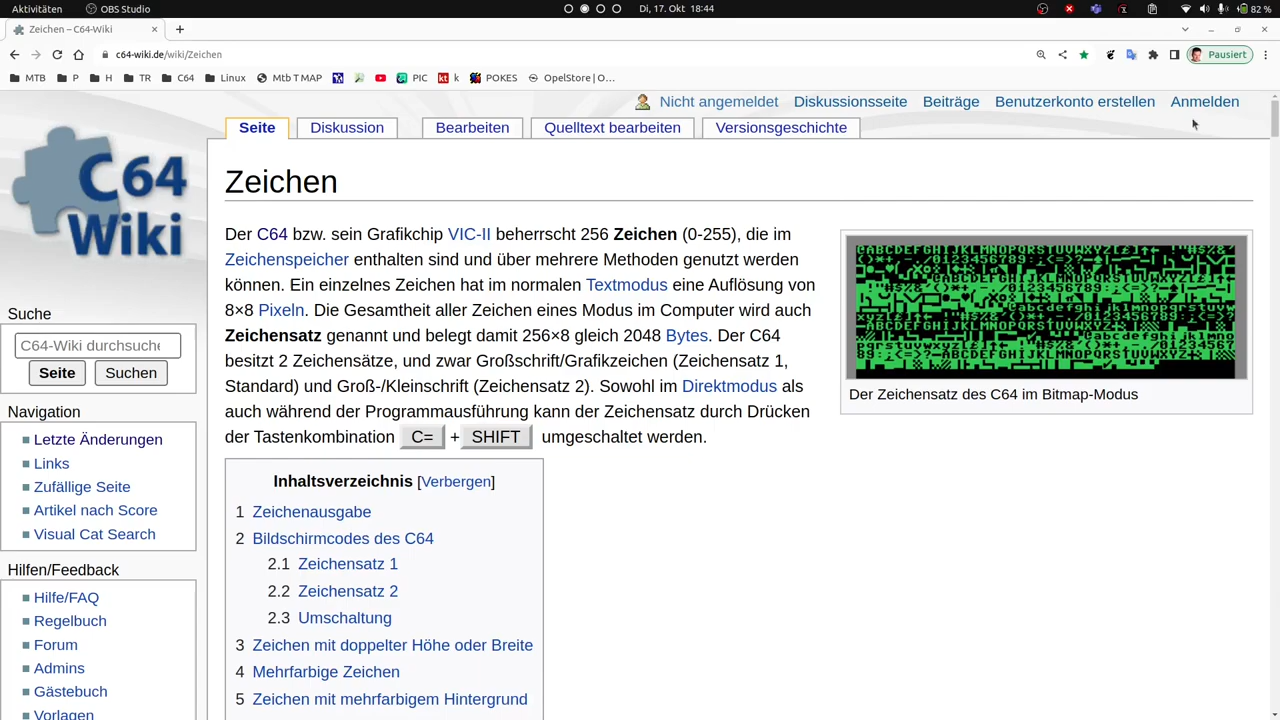 Aktivitäten OBS Studio Di, 17. Okt 18:44 82 %
Zeichen – C64-Wiki
c64-wiki.de/wiki/Zeichen Pausiert
MTB P H TR C64 Linux Mtb T MAP PIC k POKES OpelStore | O…
Nicht angemeldet Diskussionsseite Beiträge Benutzerkonto erstellen Anmelden
Seite Diskussion Bearbeiten Quelltext bearbeiten Versionsgeschichte
C64
Wiki
Zeichen
Der C64 bzw. sein Grafikchip VIC-II beherrscht 256 Zeichen (0-255), die im
Zeichenspeicher enthalten sind und über mehrere Methoden genutzt werden
können. Ein einzelnes Zeichen hat im normalen Textmodus eine Auflösung von
8×8 Pixeln. Die Gesamtheit aller Zeichen eines Modus im Computer wird auch
Zeichensatz genannt und belegt damit 256×8 gleich 2048 Bytes. Der C64
besitzt 2 Zeichensätze, und zwar Großschrift/Grafikzeichen (Zeichensatz 1,
Standard) und Groß-/Kleinschrift (Zeichensatz 2). Sowohl im Direktmodus als
auch während der Programmausführung kann der Zeichensatz durch Drücken
der Tastenkombination C= + SHIFT umgeschaltet werden.
Der Zeichensatz des C64 im Bitmap-Modus
Suche
C64-Wiki durchsuche
Seite Suchen
Navigation
Letzte Änderungen
Links
Zufällige Seite
Artikel nach Score
Visual Cat Search
Hilfen/Feedback
Hilfe/FAQ
Regelbuch
Forum
Admins
Gästebuch
Vorlagen
Inhaltsverzeichnis [Verbergen]
1 Zeichenausgabe
2 Bildschirmcodes des C64
2.1 Zeichensatz 1
2.2 Zeichensatz 2
2.3 Umschaltung
3 Zeichen mit doppelter Höhe oder Breite
4 Mehrfarbige Zeichen
5 Zeichen mit mehrfarbigem Hintergrund